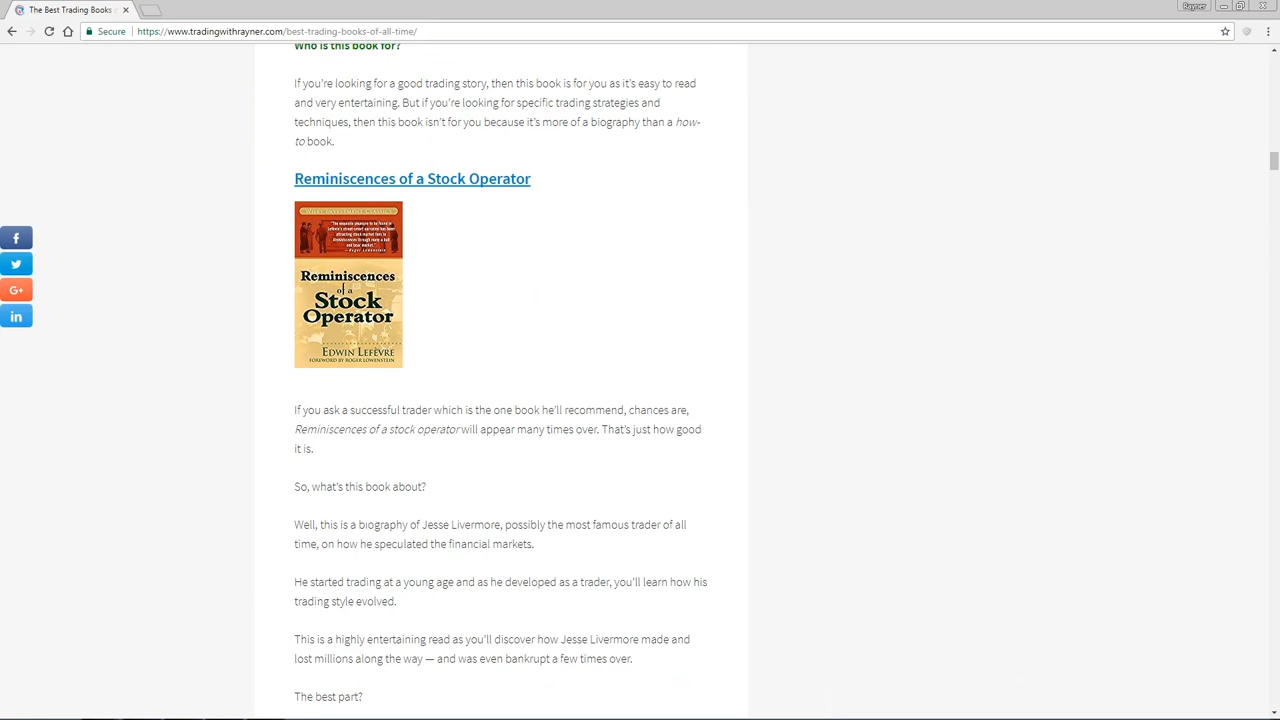 The Best Trading Books
Rayner
Secure
https://www.tradingwithrayner.com/best-trading-books-of-all-time/
Who is this book for?
If you’re looking for a good trading story, then this book is for you as it’s easy to read
and very entertaining. But if you’re looking for specific trading strategies and
techniques, then this book isn’t for you because it’s more of a biography than a how-
to book.
Reminiscences of a Stock Operator
Reminiscences
of a
Stock
Operator
EDWIN LEFÈVRE
FOREWORD BY ROGER LOWENSTEIN
f
G+
in
If you ask a successful trader which is the one book he’ll recommend, chances are,
Reminiscences of a stock operator will appear many times over. That’s just how good
it is.
So, what’s this book about?
Well, this is a biography of Jesse Livermore, possibly the most famous trader of all
time, on how he speculated the financial markets.
He started trading at a young age and as he developed as a trader, you’ll learn how his
trading style evolved.
This is a highly entertaining read as you’ll discover how Jesse Livermore made and
lost millions along the way — and was even bankrupt a few times over.
The best part?